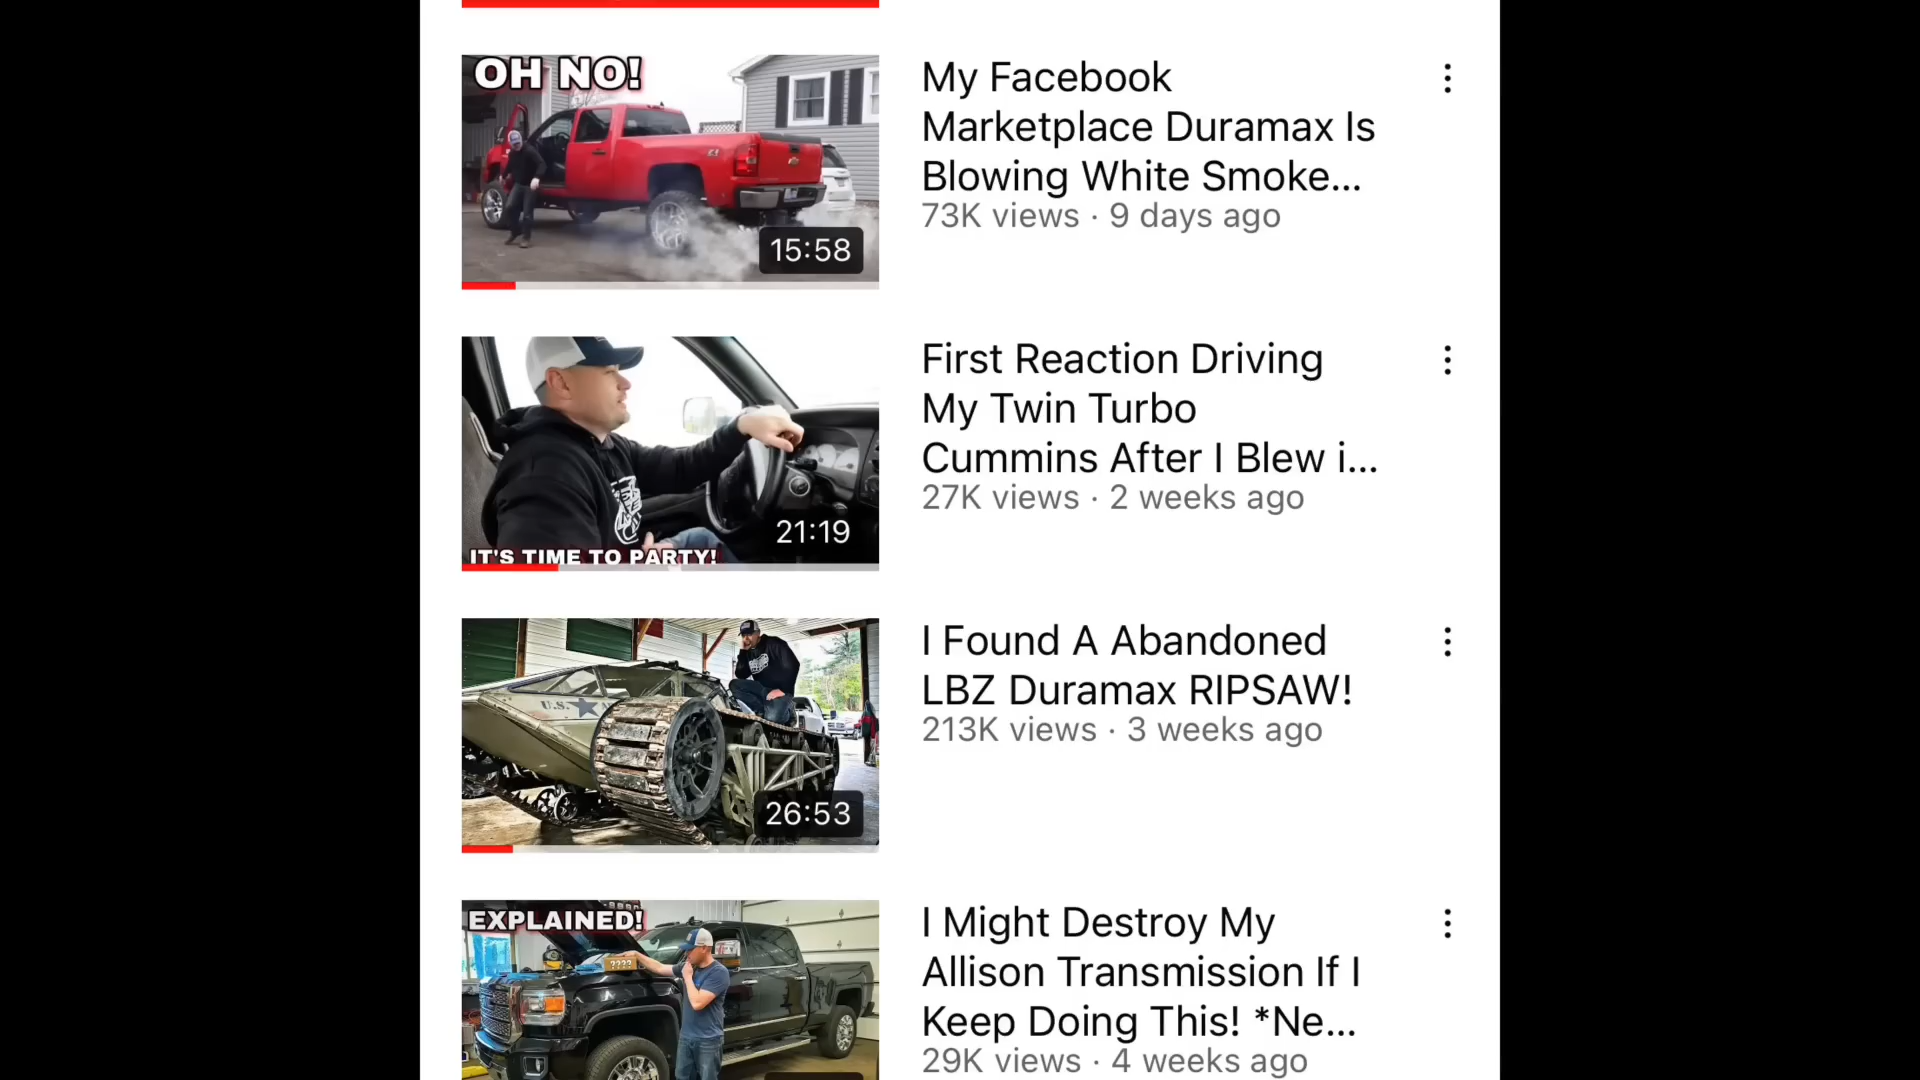 OH NO!
15:58
My Facebook
Marketplace Duramax Is
Blowing White Smoke...
73K views · 9 days ago
IT'S TIME TO PARTY!
21:19
First Reaction Driving
My Twin Turbo
Cummins After I Blew i...
27K views · 2 weeks ago
U.S.
26:53
I Found A Abandoned
LBZ Duramax RIPSAW!
213K views · 3 weeks ago
EXPLAINED!
????
I Might Destroy My
Allison Transmission If I
Keep Doing This! *Ne...
29K views · 4 weeks ago